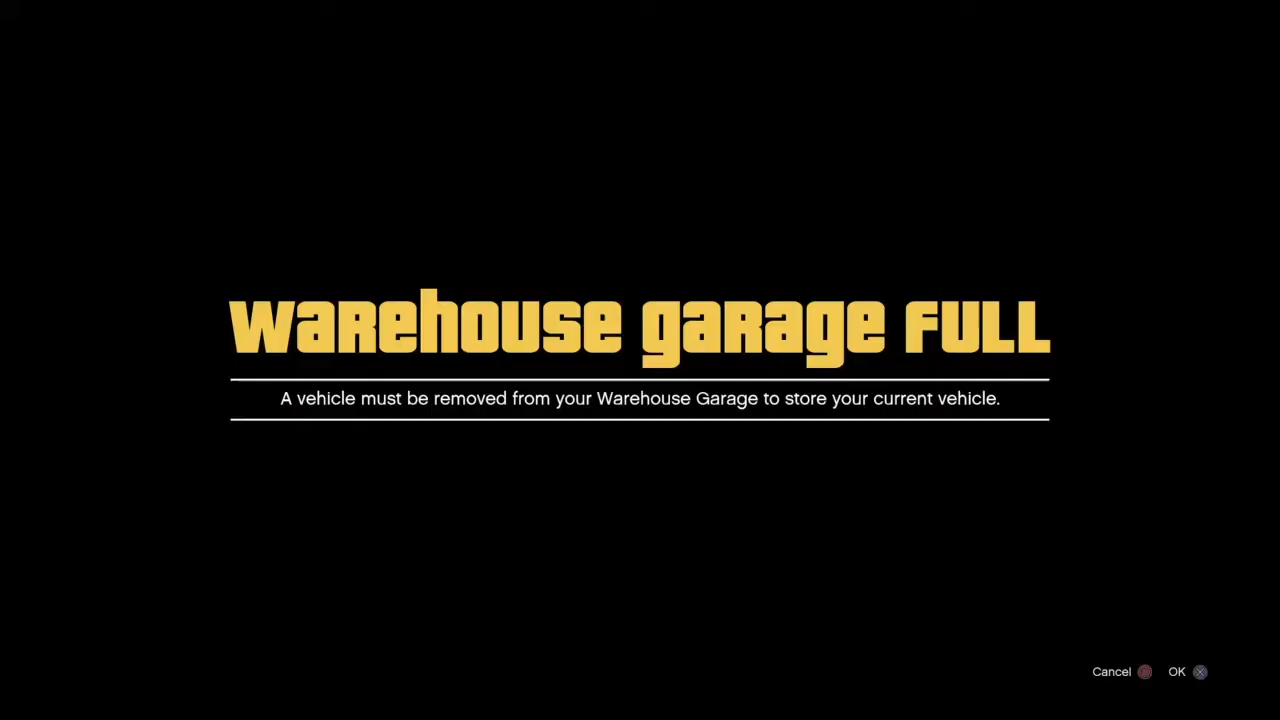 warehouse garage FULL
A vehicle must be removed from your Warehouse Garage to store your current vehicle.
Cancel OK